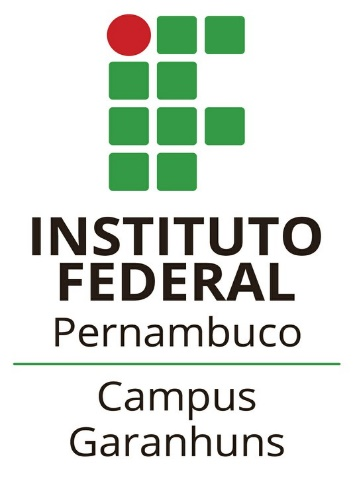 INSTITUTO
FEDERAL
Pernambuco
Campus
Garanhuns